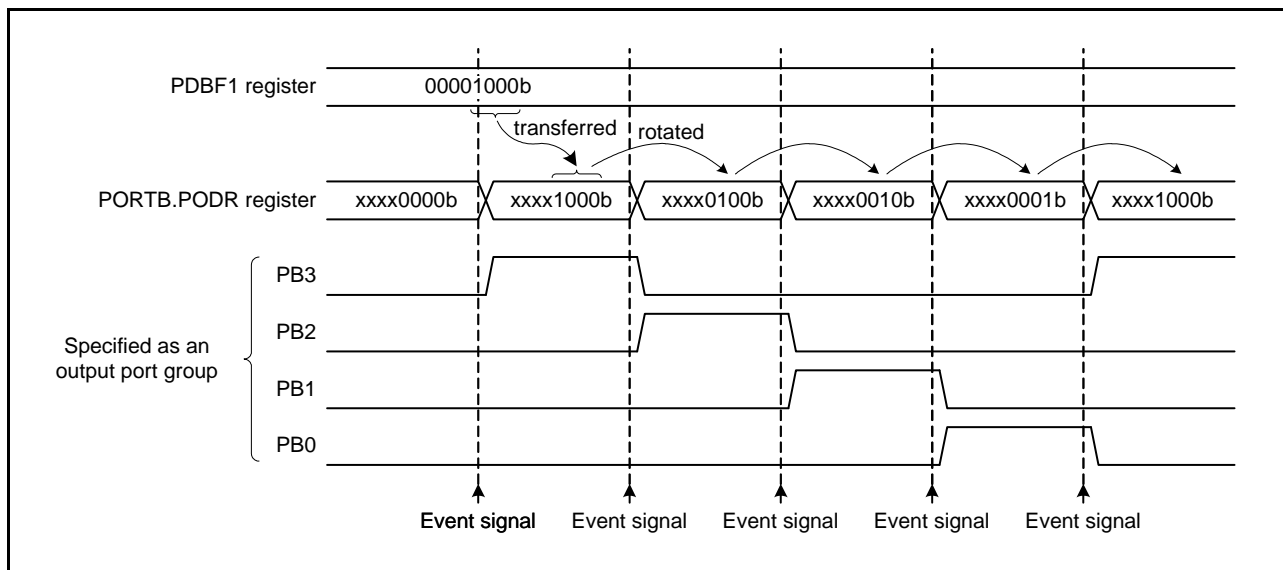 PDBF1 register
00001000b
transferred
rotated
PORTB.PODR register
xxxx0000b
xxxx1000b
xxxx0100b
xxxx0010b
xxxx0001b
xxxx1000b
PB3
PB2
Specified as an
output port group
PB1
PB0
Event signal
Event signal
Event signal
Event signal
Event signal